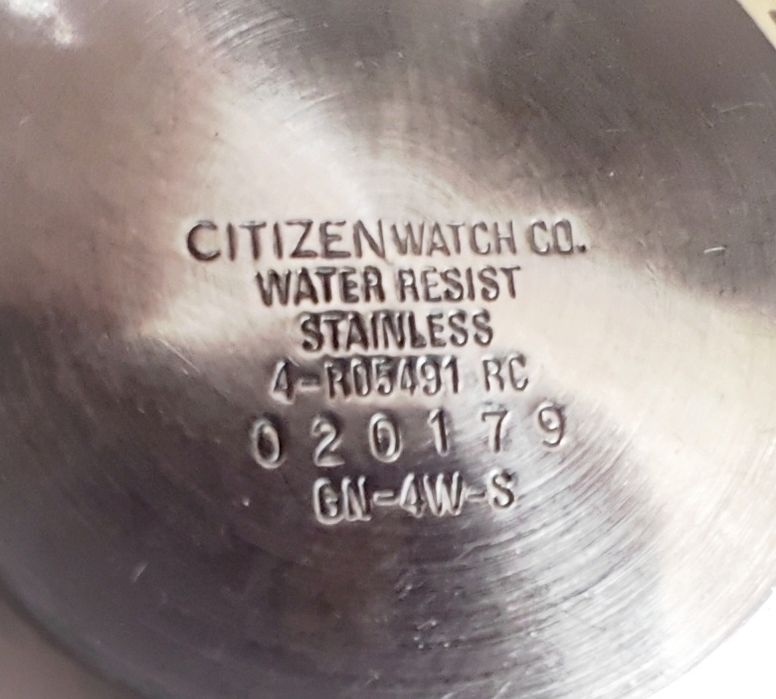 CITIZEN WATCH CO.
WATER RESIST
STAINLESS
4-R05491 RC
020179
GN-4W-S